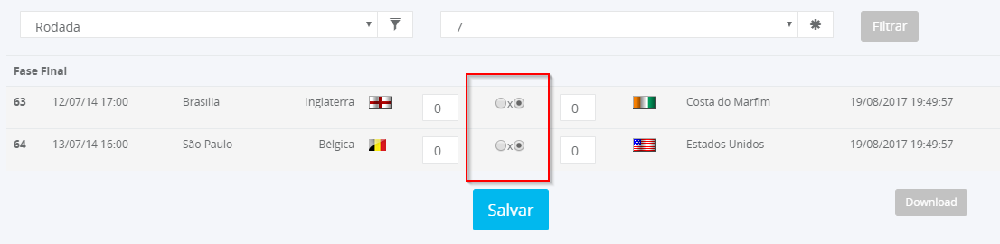 Rodada 7 Filtrar
Fase Final
63 12/07/14 17:00 Brasília Inglaterra 0 x 0 Costa do Marfim 19/08/2017 19:49:57
64 13/07/14 16:00 São Paulo Bélgica 0 x 0 Estados Unidos 19/08/2017 19:49:57
Salvar Download